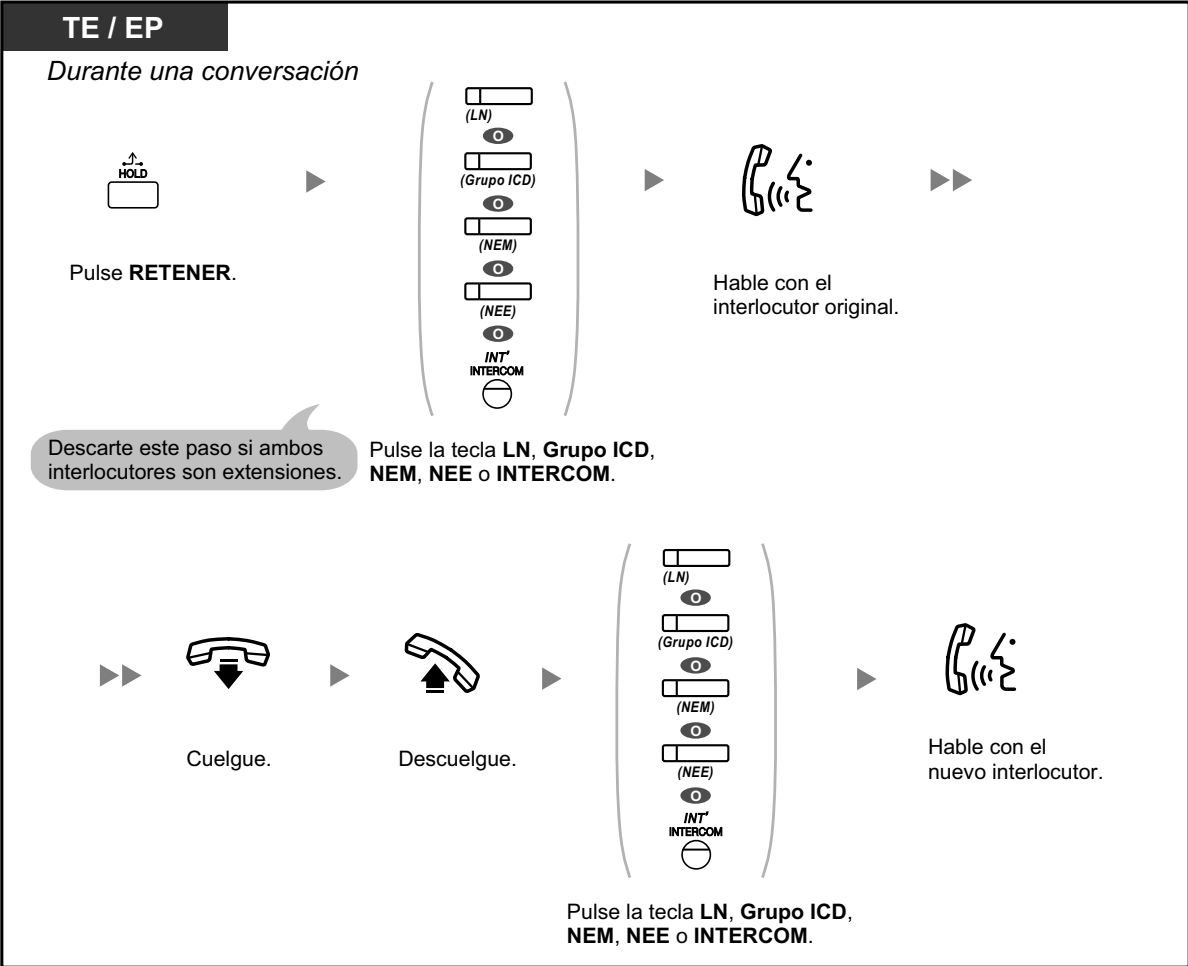 TE / EP
Durante una conversación
HOLD
Pulse RETENER.
Descarte este paso si ambos
interlocutores son extensiones.
(LN)
O
(Grupo ICD)
O
(NEM)
O
(NEE)
O
INT'
INTERCOM
Pulse la tecla LN, Grupo ICD,
NEM, NEE o INTERCOM.
Hable con el
interlocutor original.
Cuelgue.
Descuelgue.
(LN)
O
(Grupo ICD)
O
(NEM)
O
(NEE)
O
INT'
INTERCOM
Pulse la tecla LN, Grupo ICD,
NEM, NEE o INTERCOM.
Hable con el
nuevo interlocutor.